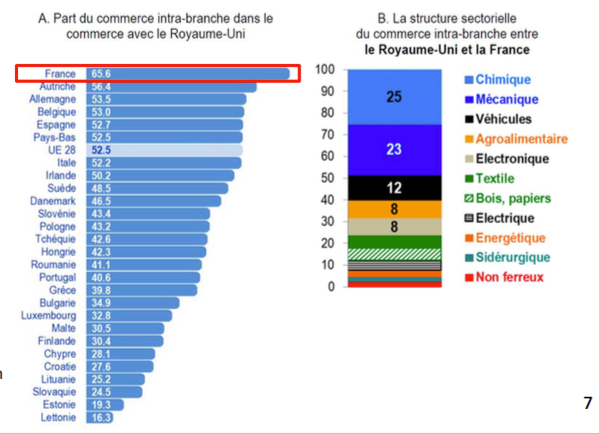 A. Part du commerce intra-branche dans le
commerce avec le Royaume-Uni
France 65.6
Autriche 56.4
Allemagne 53.5
Belgique 53.0
Espagne 52.7
Pays-Bas 52.5
UE 28 52.5
Italie 52.2
Irlande 50.2
Suède 48.5
Danemark 46.5
Slovénie 43.4
Pologne 43.2
Tchéquie 42.6
Hongrie 42.3
Roumanie 41.1
Portugal 40.6
Grèce 39.8
Bulgarie 34.9
Luxembourg 32.8
Malte 30.5
Finlande 30.4
Chypre 28.1
Croatie 27.6
Lituanie 25.2
Slovaquie 24.5
Estonie 19.3
Lettonie 16.3
B. La structure sectorielle
du commerce intra-branche entre
le Royaume-Uni et la France
100
90
80
70
60
50
40
30
20
10
0
25
23
12
8
8
Chimique
Mécanique
Véhicules
Agroalimentaire
Electronique
Textile
Bois, papiers
Electrique
Energétique
Sidérurgique
Non ferreux
n
7